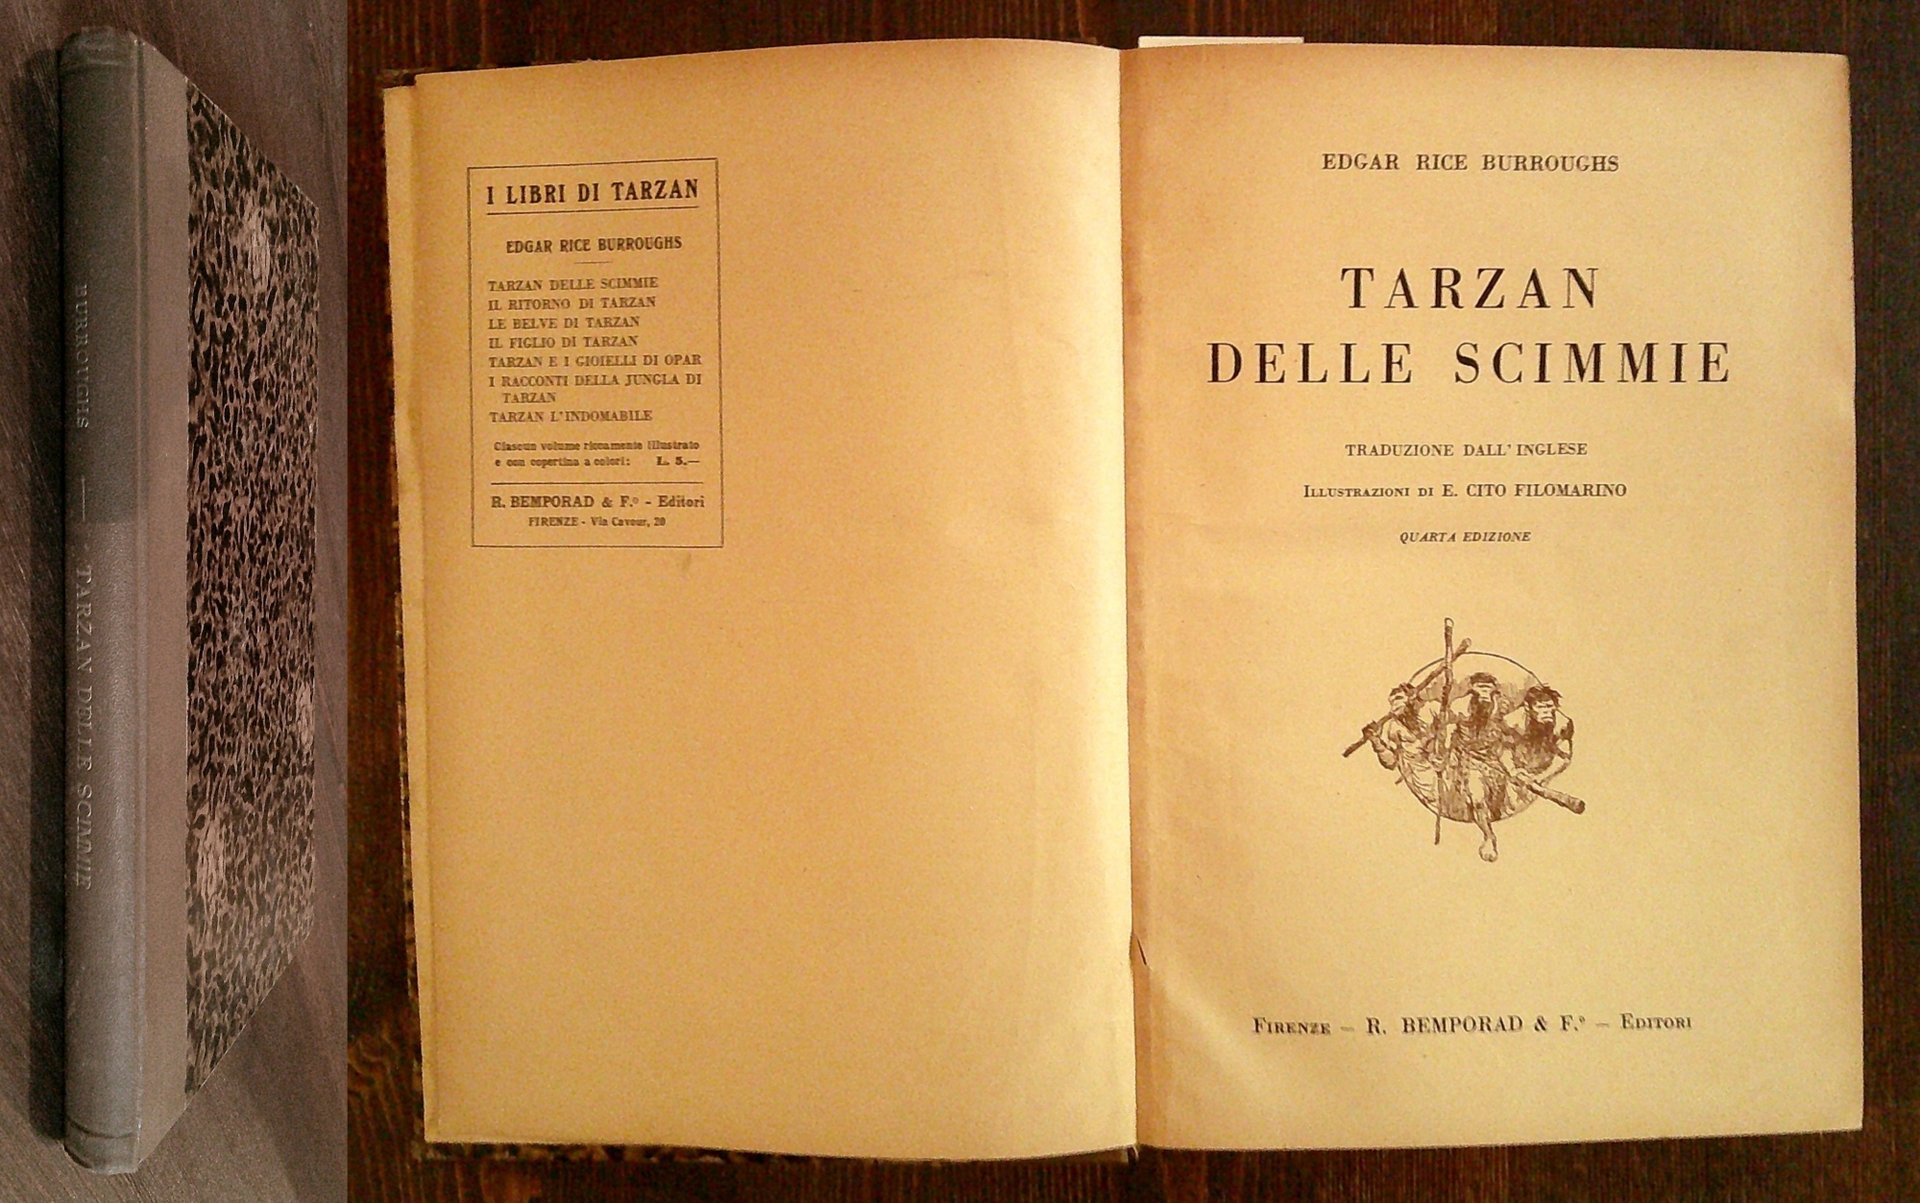 BURROUGHS — TARZAN DELLE SCIMMIE
I LIBRI DI TARZAN
EDGAR RICE BURROUGHS
TARZAN DELLE SCIMMIE
IL RITORNO DI TARZAN
LE BELVE DI TARZAN
IL FIGLIO DI TARZAN
TARZAN E I GIOIELLI DI OPAR
I RACCONTI DELLA JUNGLA DI
TARZAN
TARZAN L'INDOMABILE
Ciascun volume riccamente illustrato
e con copertina a colori: L. 5.—
R. BEMPORAD & F.º - Editori
FIRENZE - Via Cavour, 20
EDGAR RICE BURROUGHS
TARZAN
DELLE SCIMMIE
TRADUZIONE DALL'INGLESE
ILLUSTRAZIONI DI E. CITO FILOMARINO
QUARTA EDIZIONE
FIRENZE – R. BEMPORAD & F.º – EDITORI